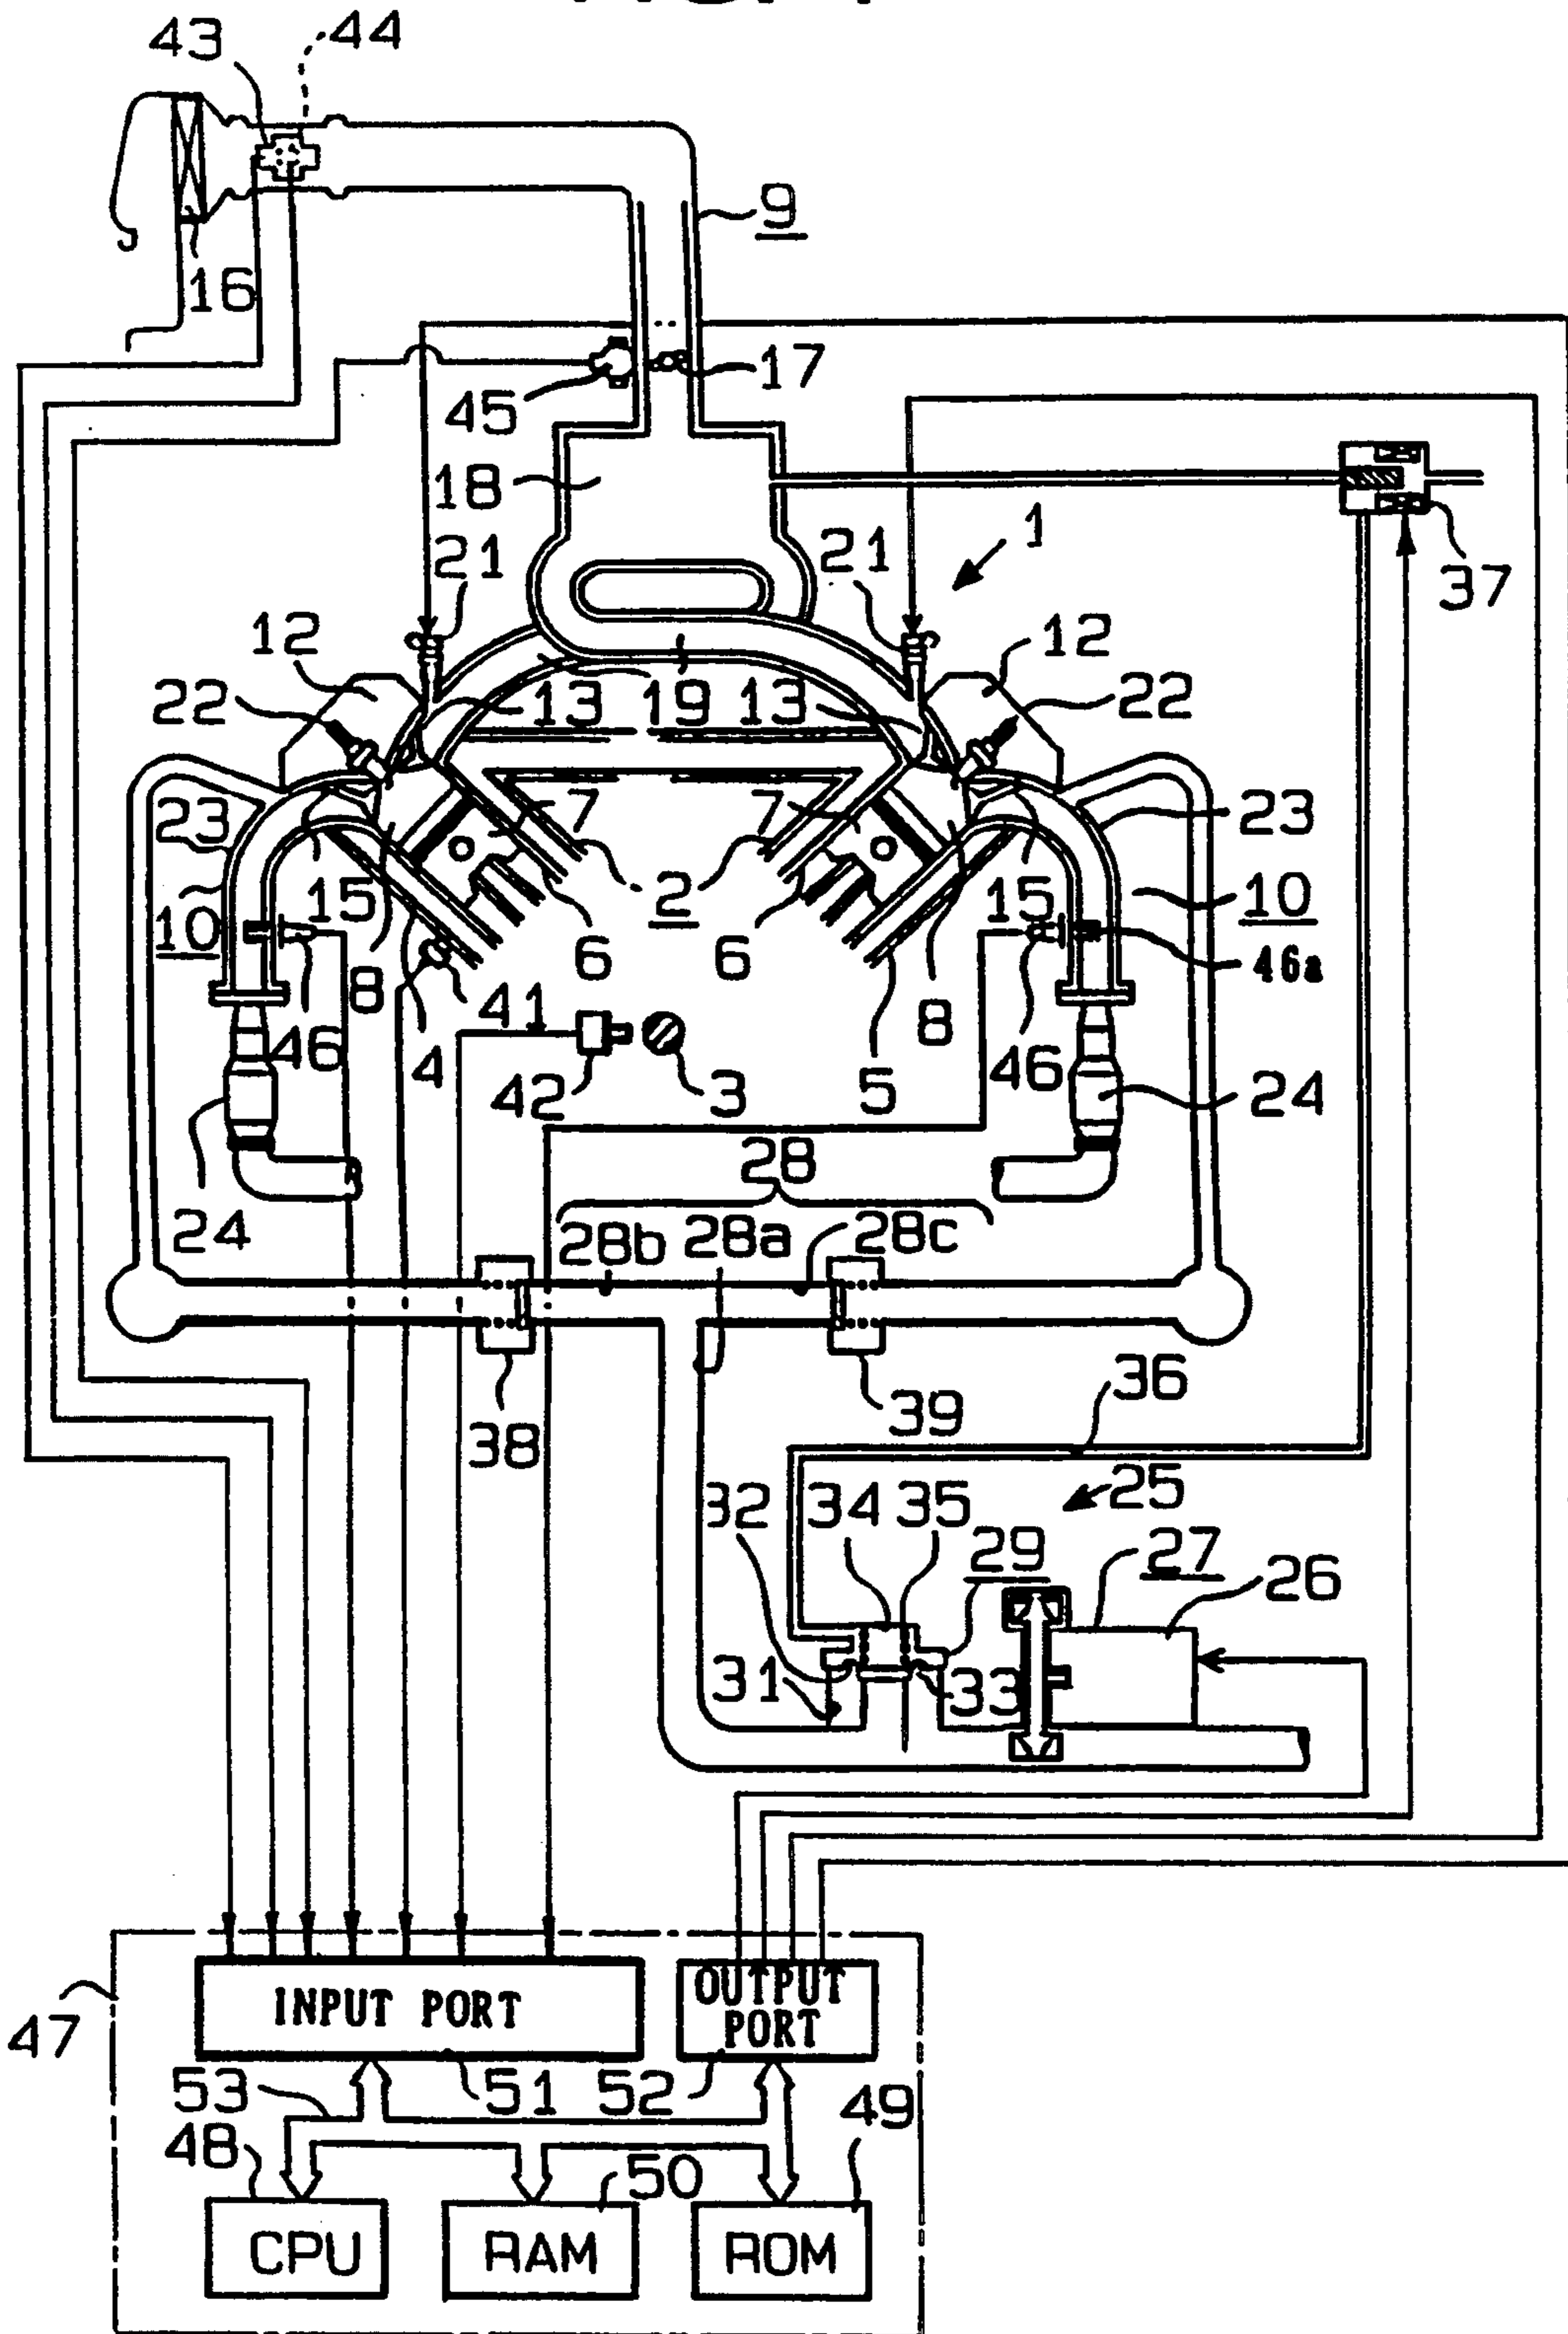 43 44
9
16
17
45
18
1
21 21
37
12 12
22 13 19 13 22
23 7 7 23
10 15 2 15 10
6 6 46a
8 41 8
46 4 42 3 5 46
24
28
24 28b 28a 28c
38 39 36
25
32 34 35 29 27 26
31 33
INPUT PORT
OUTPUT
PORT
47
53 51 52 49
48 50
CPU RAM ROM